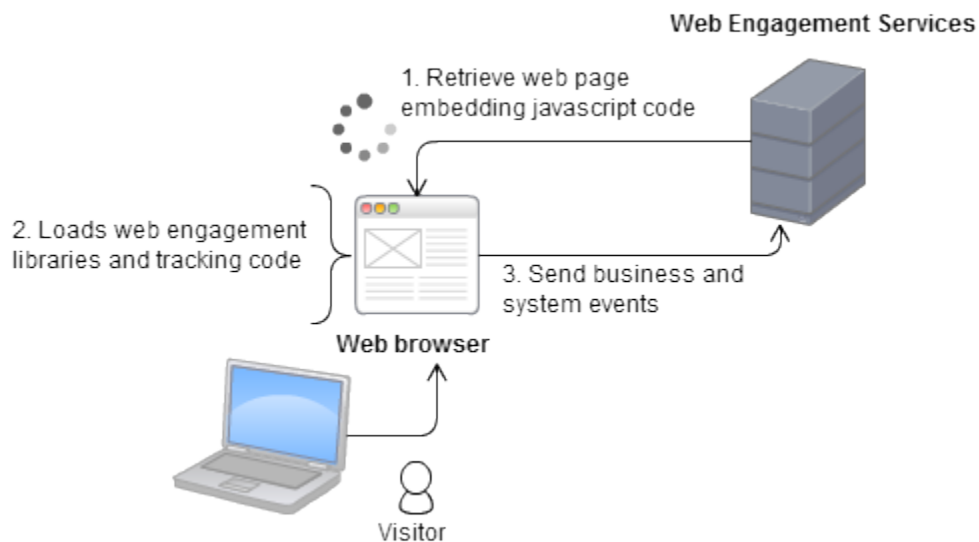 Web Engagement Services
1. Retrieve web page
embedding javascript code
2. Loads web engagement
libraries and tracking code
3. Send business and
system events
Web browser
Visitor